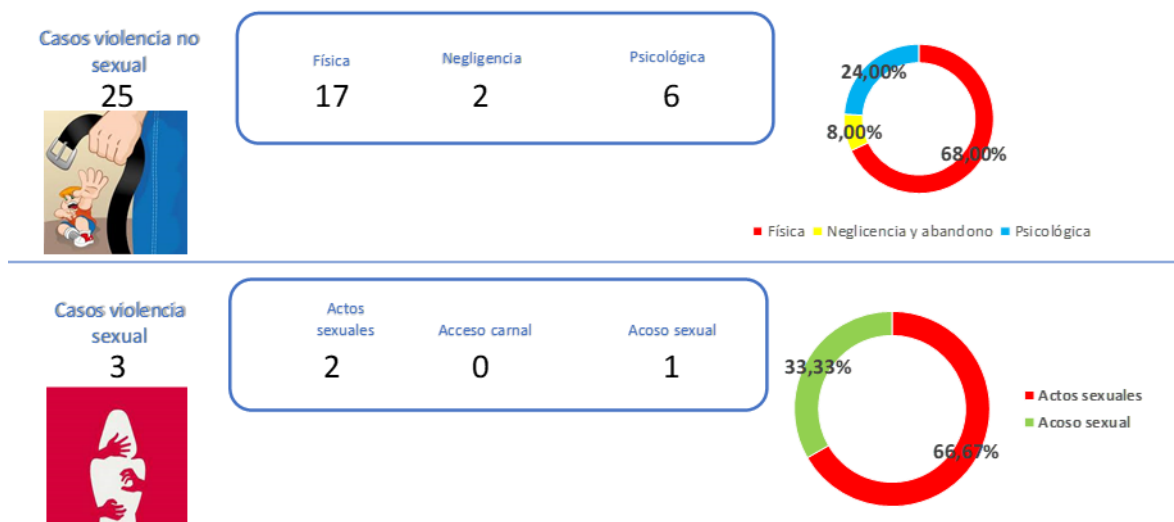 Casos violencia no
sexual
25
Física
17
Negligencia
2
Psicológica
6
24,00%
8,00%
68,00%
Física
Neglicencia y abandono
Psicológica
Casos violencia
sexual
3
Actos
sexuales
2
Acceso carnal
0
Acoso sexual
1
33,33%
66,67%
Actos sexuales
Acoso sexual